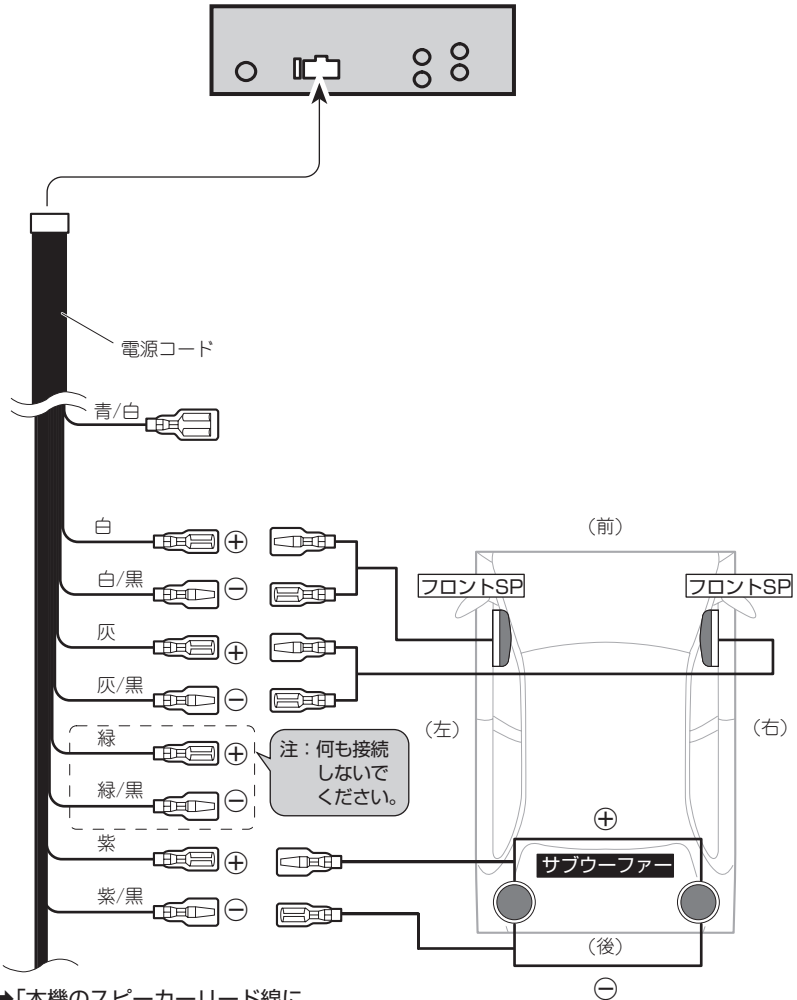 電源コード
青/白
白
⊕
白/黒
⊖
灰
⊕
灰/黒
⊖
緑
⊕
緑/黒
⊖
注：何も接続
しないで
ください。
紫
⊕
紫/黒
⊖
（前）
フロントSP
フロントSP
（左）
（右）
⊕
サブウーファー
（後）
⊖
➡「本機のスピーカーリード線に